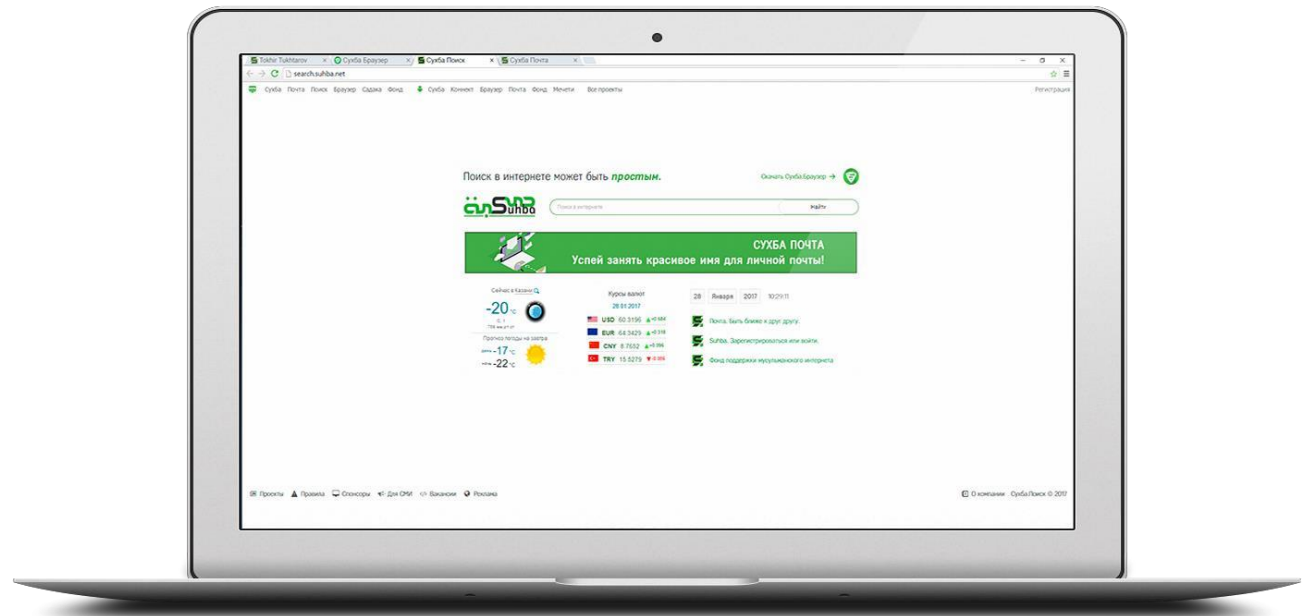 Tokhir Tukhtarov
Сухба Браузер
Сухба Поиск
Сухба Почта
search.suhba.net
Сухба Почта Поиск Браузер Садака Фонд Сухба Коннект Браузер Почта Фонд Мечети Все проекты
Регистрация
Поиск в интернете может быть простым.
Скачать Сухба Браузер →
Suhba
Поиск в интернете
Найти
СУХБА ПОЧТА
Успей занять красивое имя для личной почты!
Сейчас в Казани
-20 °C
Прогноз погоды на завтра
-17 °C
-22 °C
Курсы валют
28.01.2017
USD 60.3196
EUR 64.3429
CNY 8.7632
TRY 15.5279
28 Января 2017 10:29:11
Почта. Быть ближе к друг другу.
Suhba. Зарегистрироваться или войти.
Фонд поддержки мусульманского интернета
Проекты Правила Спонсоры Для СМИ Вакансии Реклама
О компании Сухба Поиск © 2017